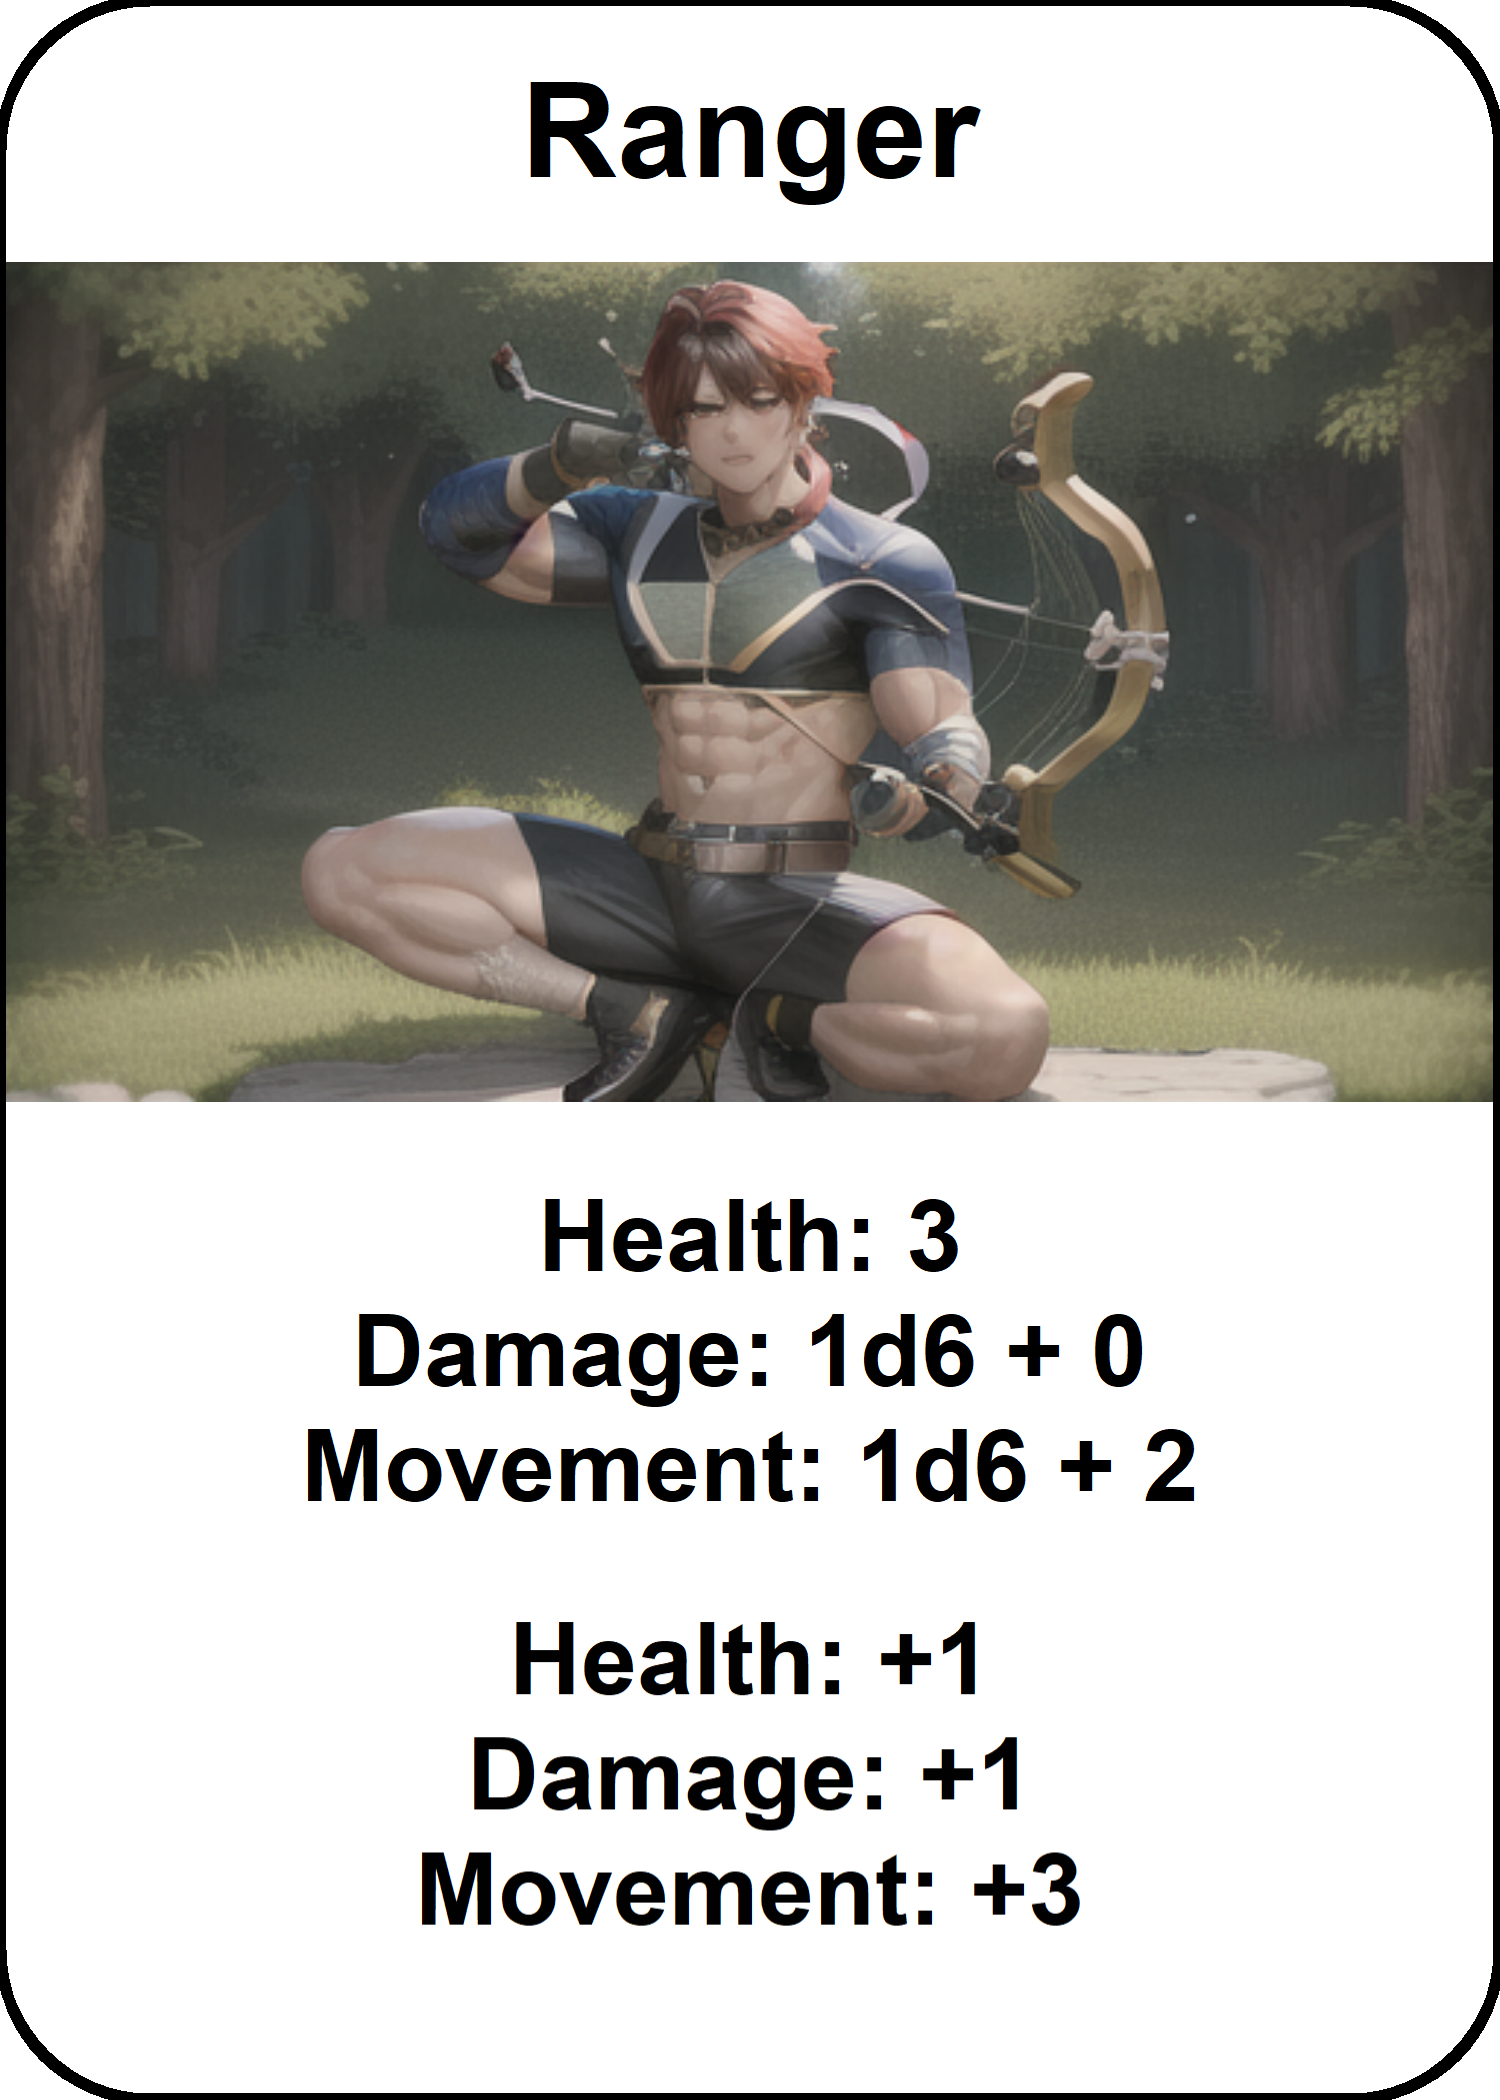 Ranger
Health: 3
Damage: 1d6 + 0
Movement: 1d6 + 2
Health: +1
Damage: +1
Movement: +3